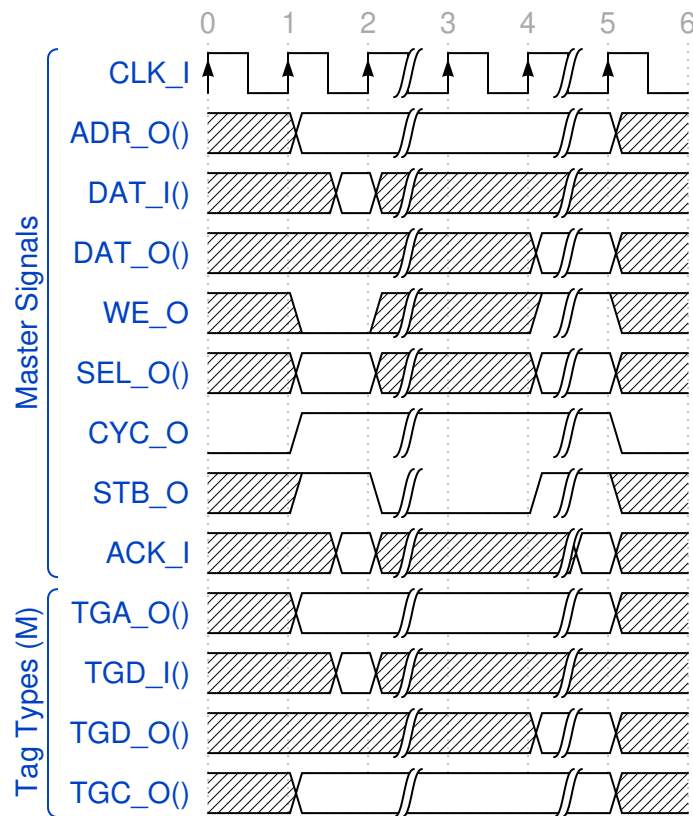 0 1 2 3 4 5 6
Master Signals
CLK_I
ADR_O()
DAT_I()
DAT_O()
WE_O
SEL_O()
CYC_O
STB_O
ACK_I
Tag Types (M)
TGA_O()
TGD_I()
TGD_O()
TGC_O()